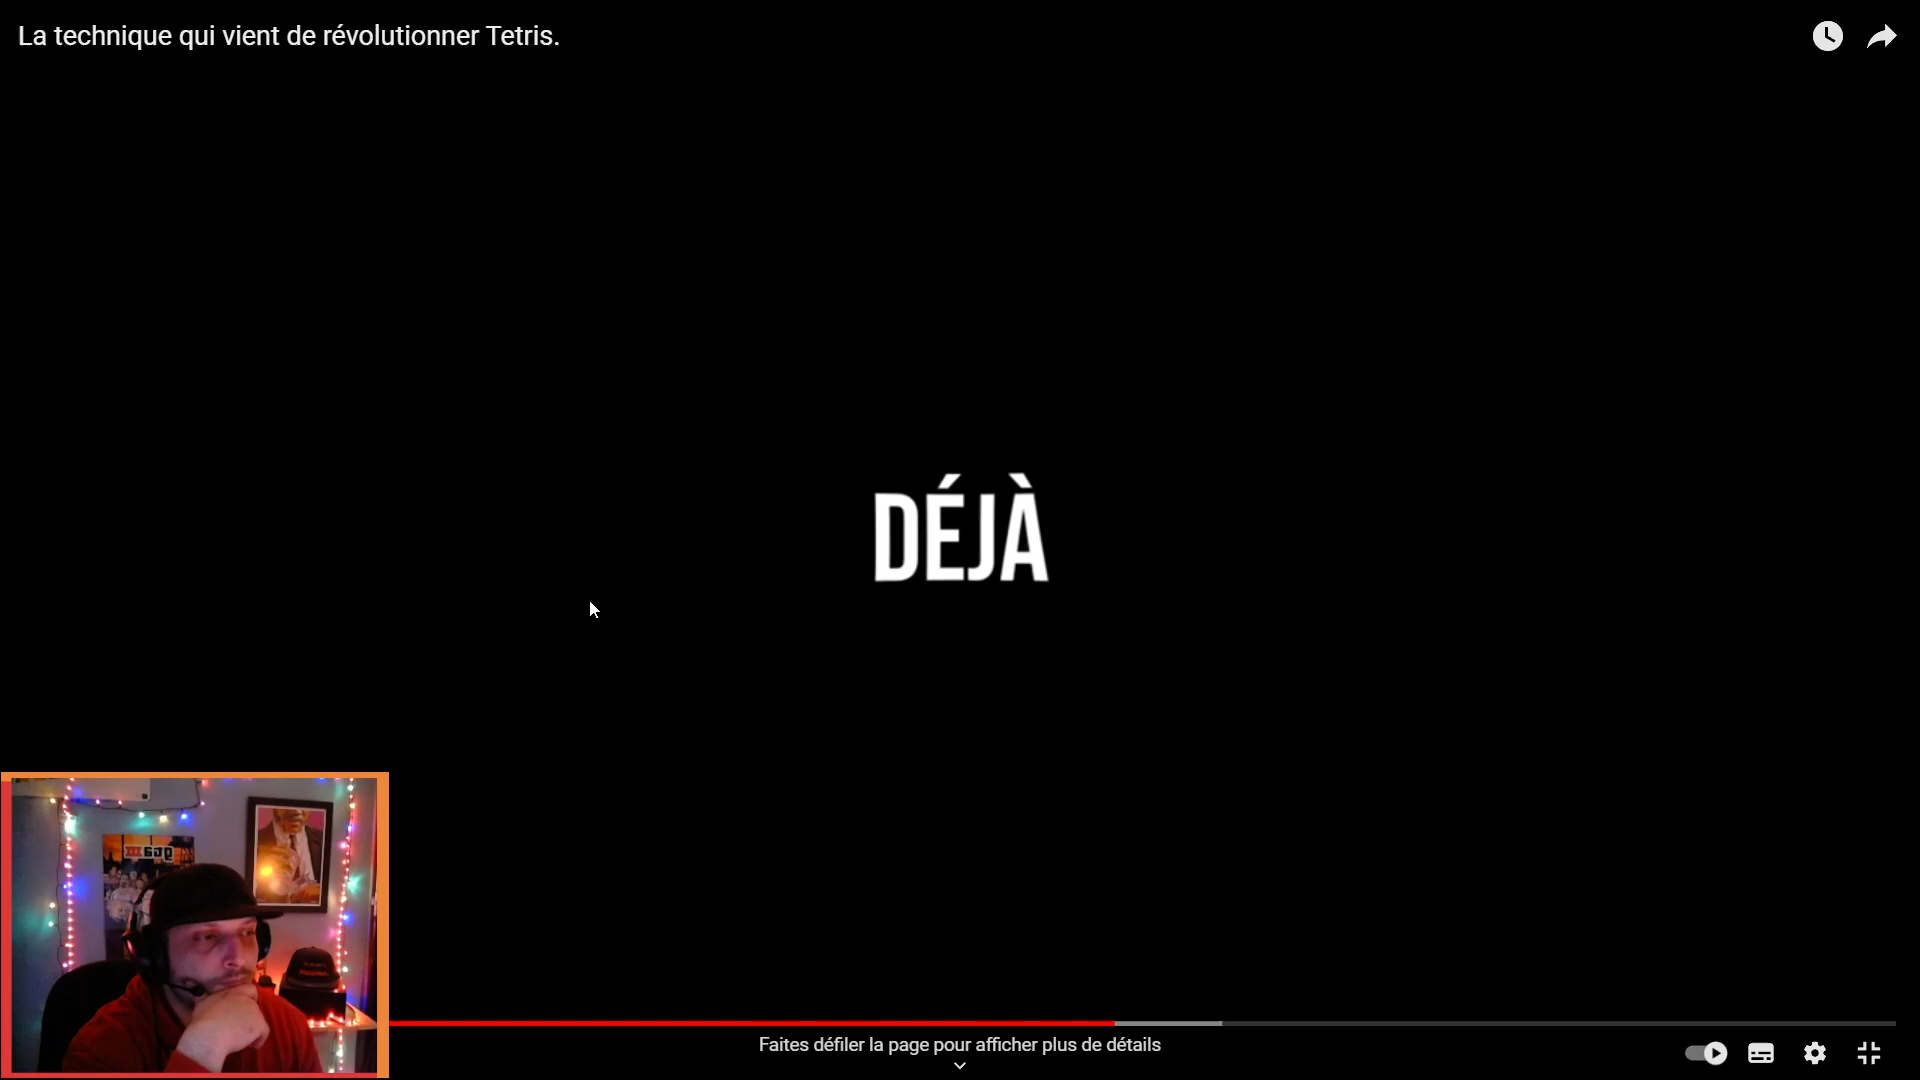 La technique qui vient de révolutionner Tetris.
DÉJÀ
Faites défiler la page pour afficher plus de détails